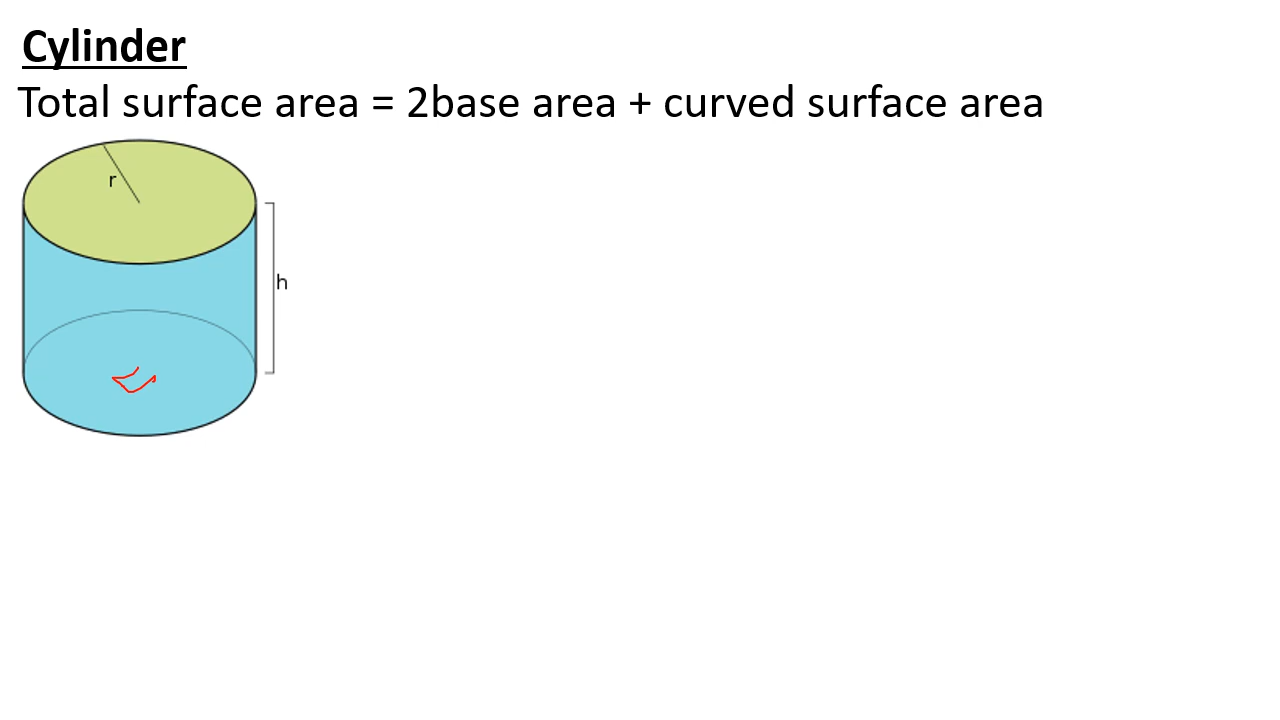 Cylinder
Total surface area = 2base area + curved surface area
r
h